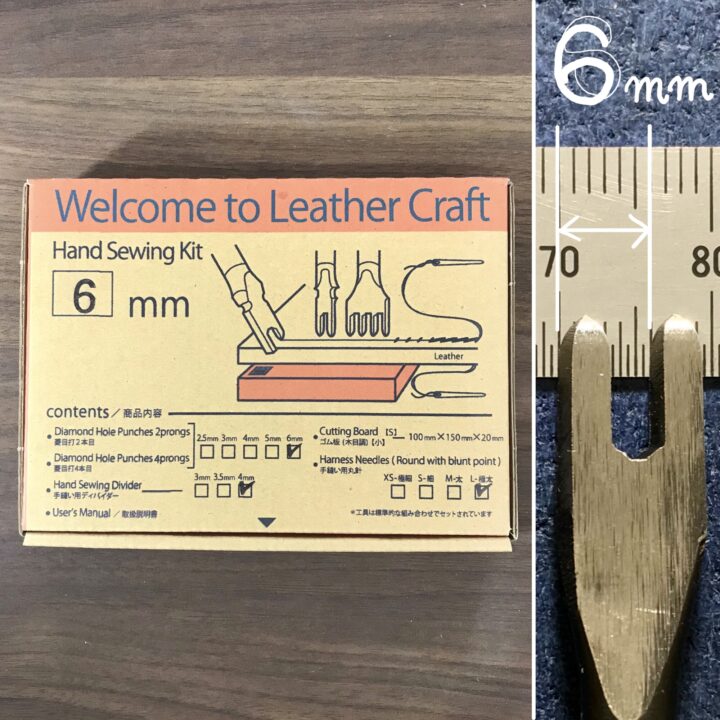 Welcome to Leather Craft
Hand Sewing Kit
6 mm
Leather
contents / 商品内容
• Diamond Hole Punches 2prongs
菱目打2本目
• Diamond Hole Punches 4prongs
菱目打4本目
2.5mm 3mm 4mm 5mm 6mm
• Hand Sewing Divider
手縫い用ディバイダー
3mm 3.5mm 4mm
• User's Manual / 取扱説明書
• Cutting Board [S] 100mm×150mm×20mm
ゴム板(木目調)【小】
• Harness Needles ( Round with blunt point )
手縫い用丸針
XS-極細 S-細 M-太 L-極太
*工具は標準的な組み合わせでセットされています
6mm
70 80